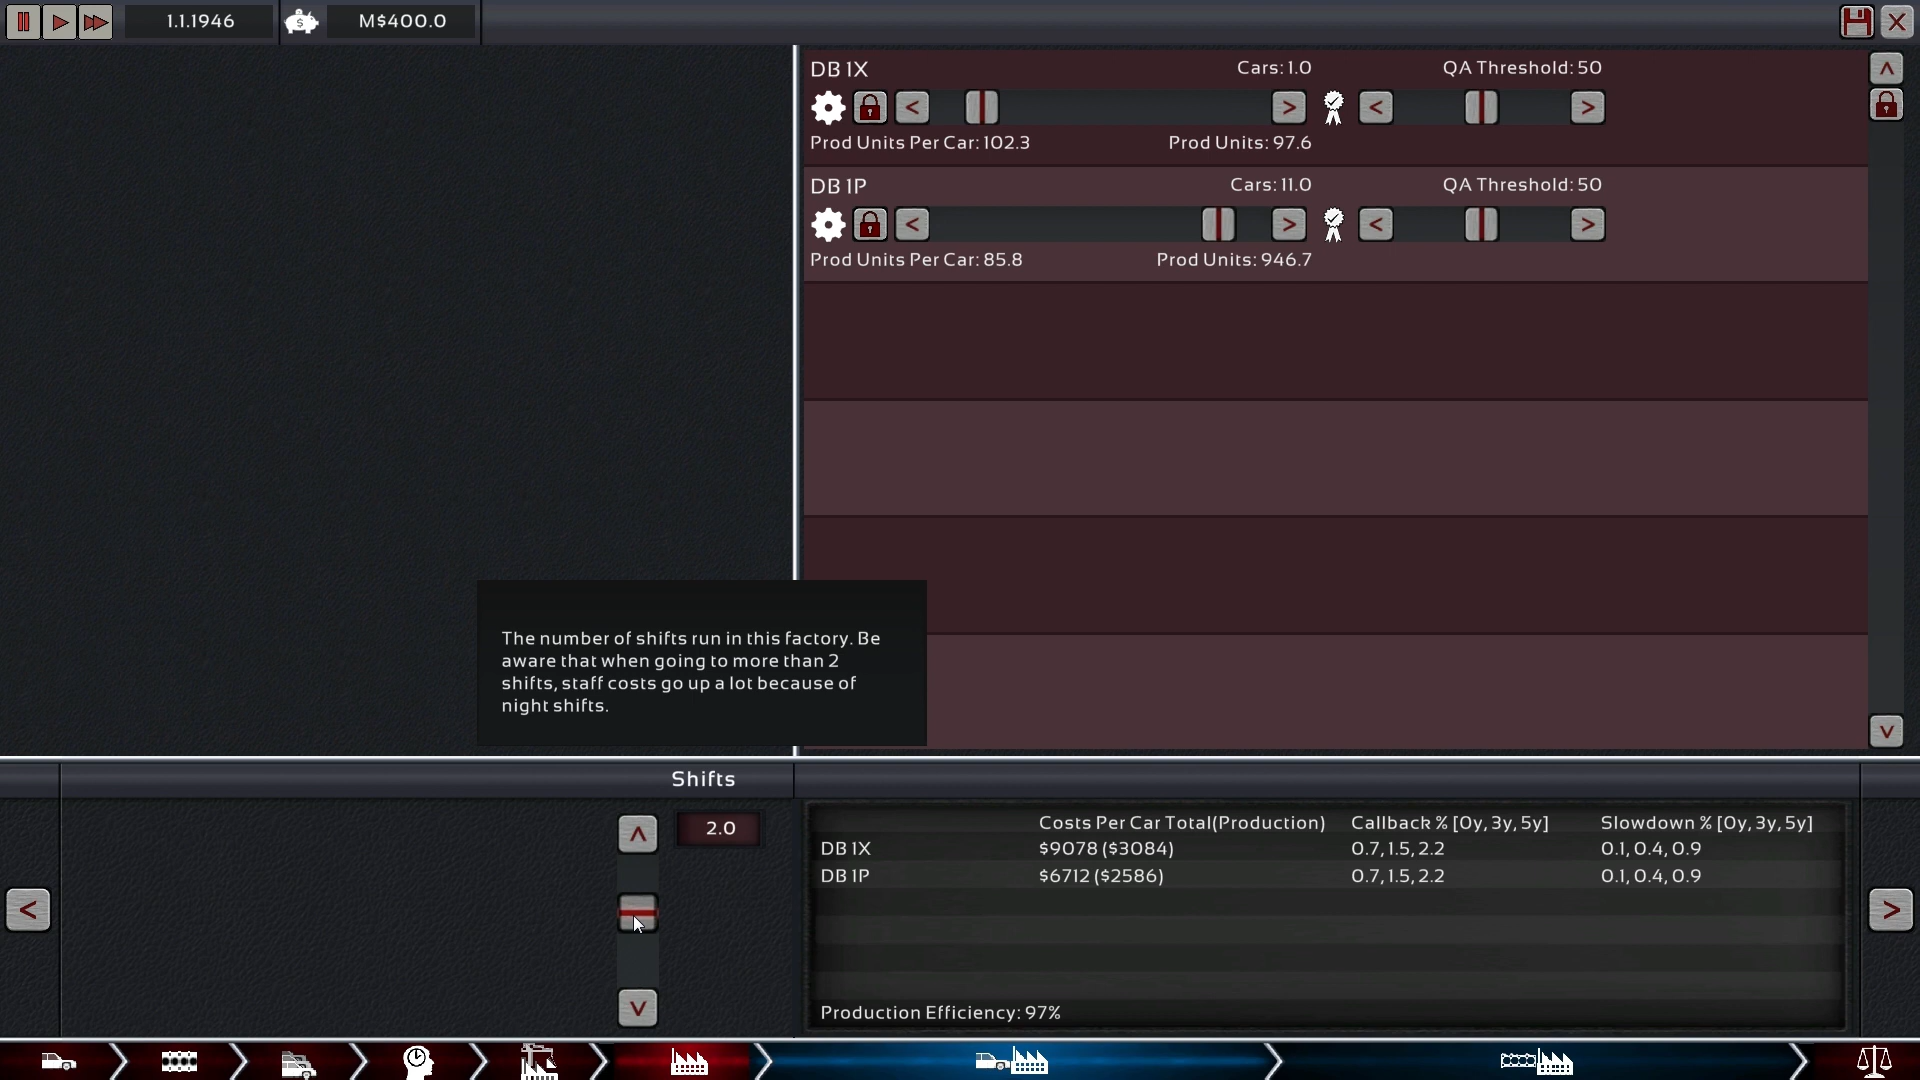 1.1.1946
M$400.0
DB 1X
Cars: 1.0
QA Threshold: 50
Prod Units Per Car: 102.3
Prod Units: 97.6
DB 1P
Cars: 11.0
QA Threshold: 50
Prod Units Per Car: 85.8
Prod Units: 946.7
The number of shifts run in this factory. Be
aware that when going to more than 2
shifts, staff costs go up a lot because of
night shifts.
Shifts
2.0
Costs Per Car Total(Production)
Callback % [0y, 3y, 5y]
Slowdown % [0y, 3y, 5y]
DB 1X
$9078 ($3084)
0.7, 1.5, 2.2
0.1, 0.4, 0.9
DB 1P
$6712 ($2586)
0.7, 1.5, 2.2
0.1, 0.4, 0.9
Production Efficiency: 97%